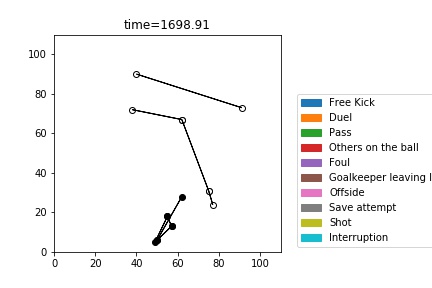 time=1698.91
100
80
60
40
20
0
0 20 40 60 80 100
Free Kick
Duel
Pass
Others on the ball
Foul
Goalkeeper leaving l
Offside
Save attempt
Shot
Interruption